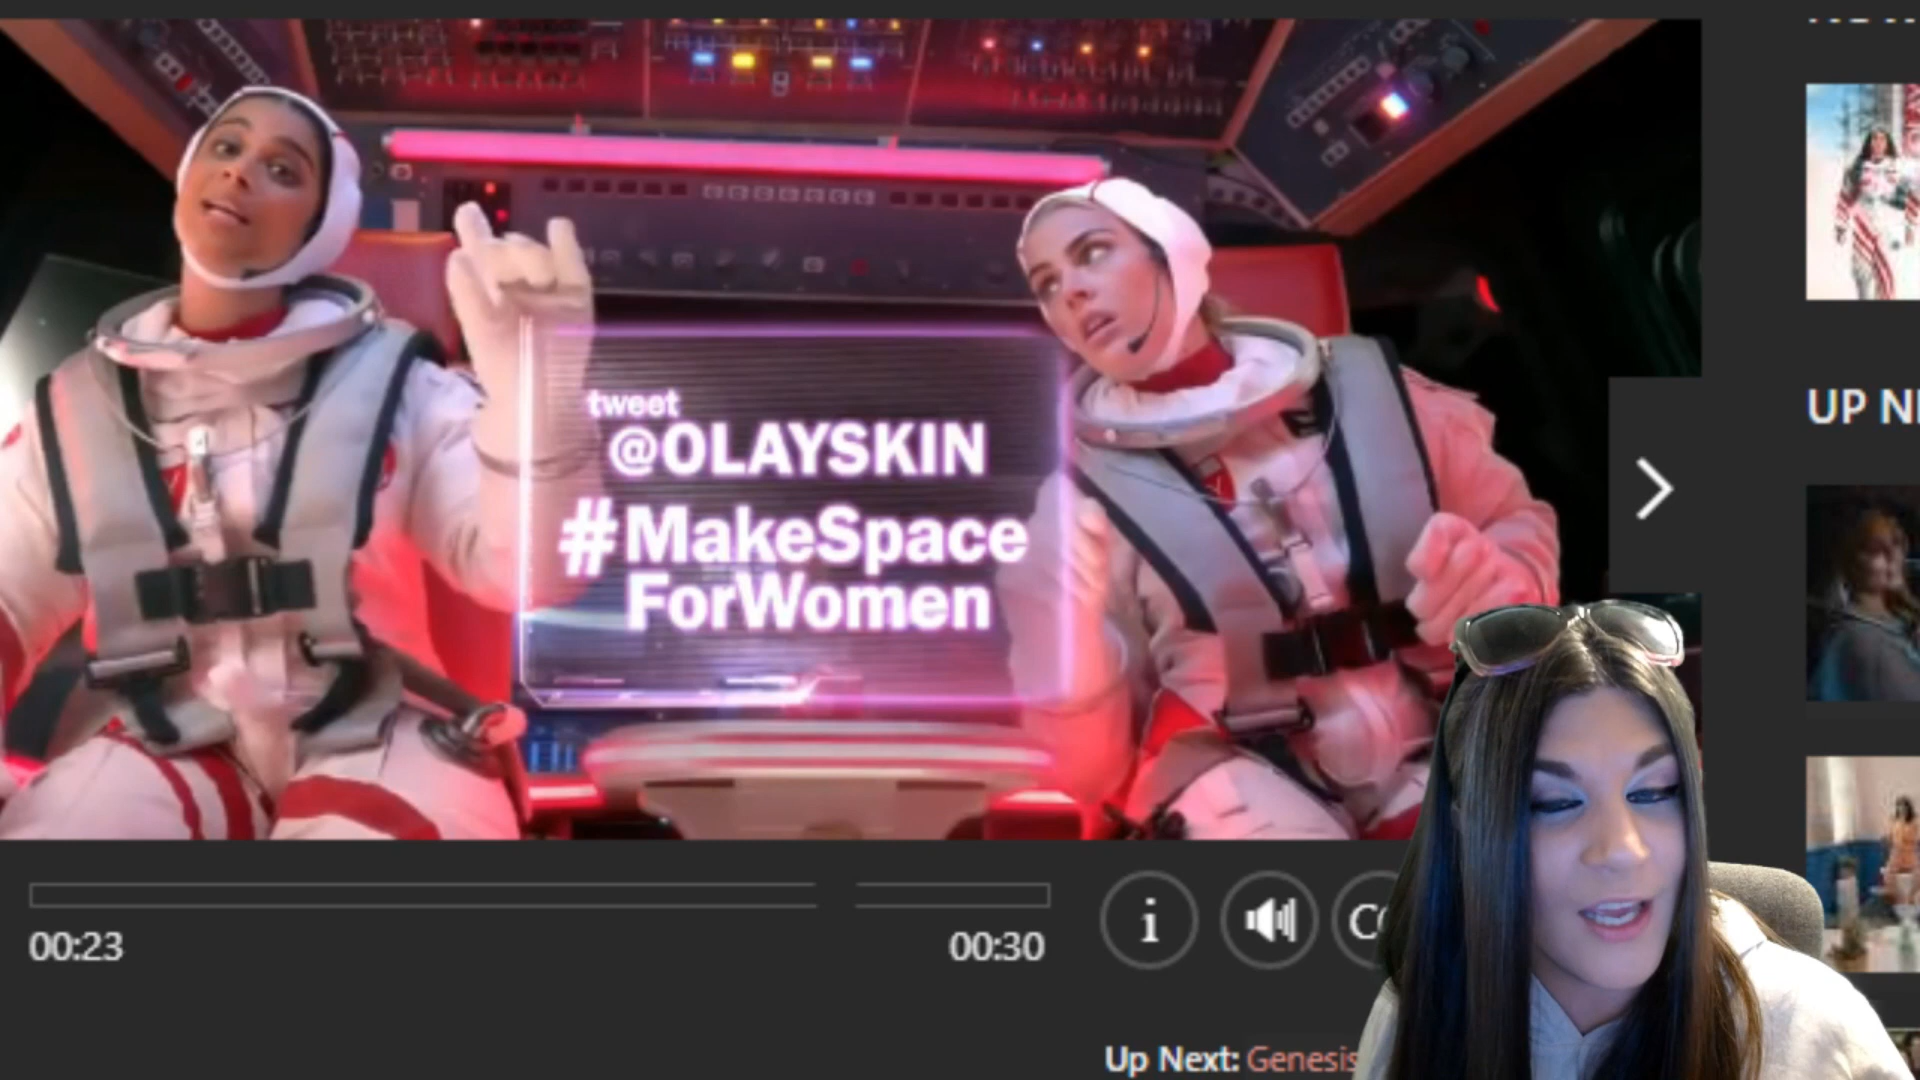 tweet
@OLAYSKIN
#MakeSpace
ForWomen
UP
00:23
00:30
i
Up Next: Genesis